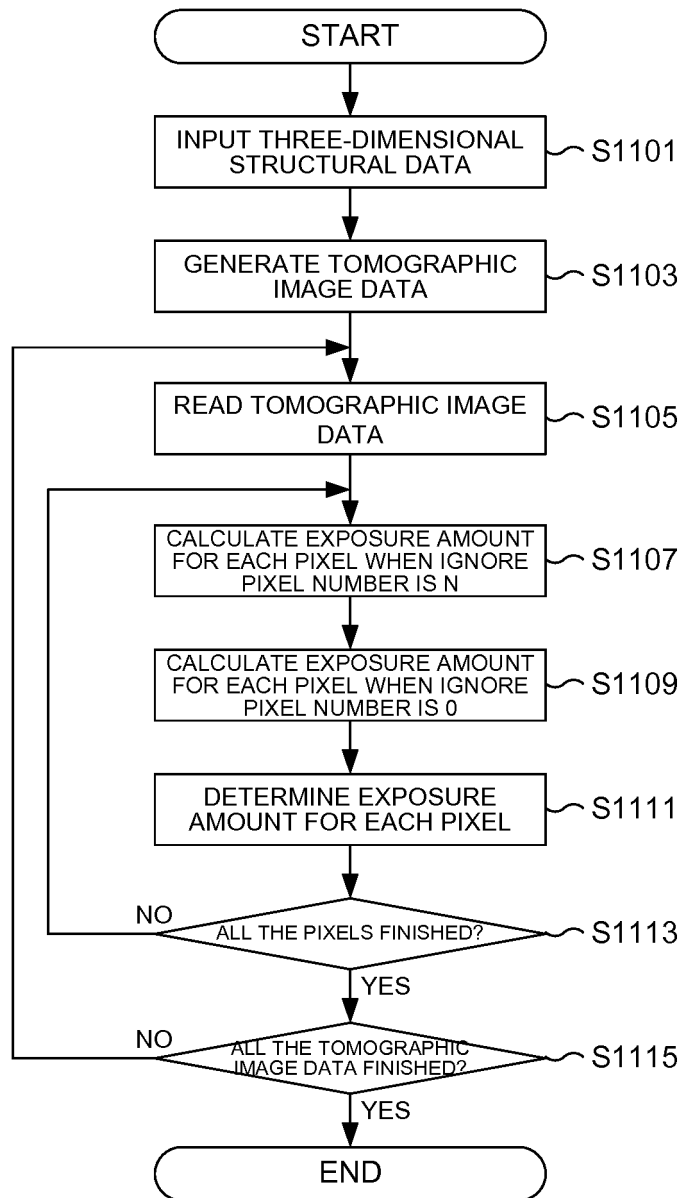 START
INPUT THREE-DIMENSIONAL
STRUCTURAL DATA
S1101
GENERATE TOMOGRAPHIC
IMAGE DATA
S1103
READ TOMOGRAPHIC IMAGE
DATA
S1105
CALCULATE EXPOSURE AMOUNT
FOR EACH PIXEL WHEN IGNORE
PIXEL NUMBER IS N
S1107
CALCULATE EXPOSURE AMOUNT
FOR EACH PIXEL WHEN IGNORE
PIXEL NUMBER IS 0
S1109
DETERMINE EXPOSURE
AMOUNT FOR EACH PIXEL
S1111
NO
ALL THE PIXELS FINISHED?
S1113
YES
NO
ALL THE TOMOGRAPHIC
IMAGE DATA FINISHED?
S1115
YES
END